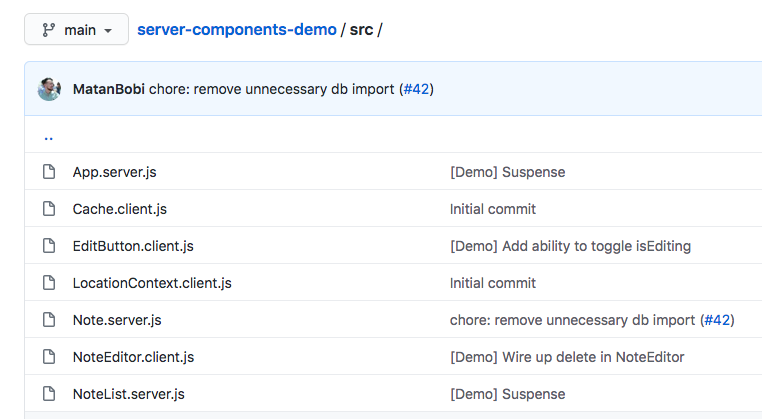 main server-components-demo / src /
MatanBobi chore: remove unnecessary db import (#42)
..
App.server.js [Demo] Suspense
Cache.client.js Initial commit
EditButton.client.js [Demo] Add ability to toggle isEditing
LocationContext.client.js Initial commit
Note.server.js chore: remove unnecessary db import (#42)
NoteEditor.client.js [Demo] Wire up delete in NoteEditor
NoteList.server.js [Demo] Suspense